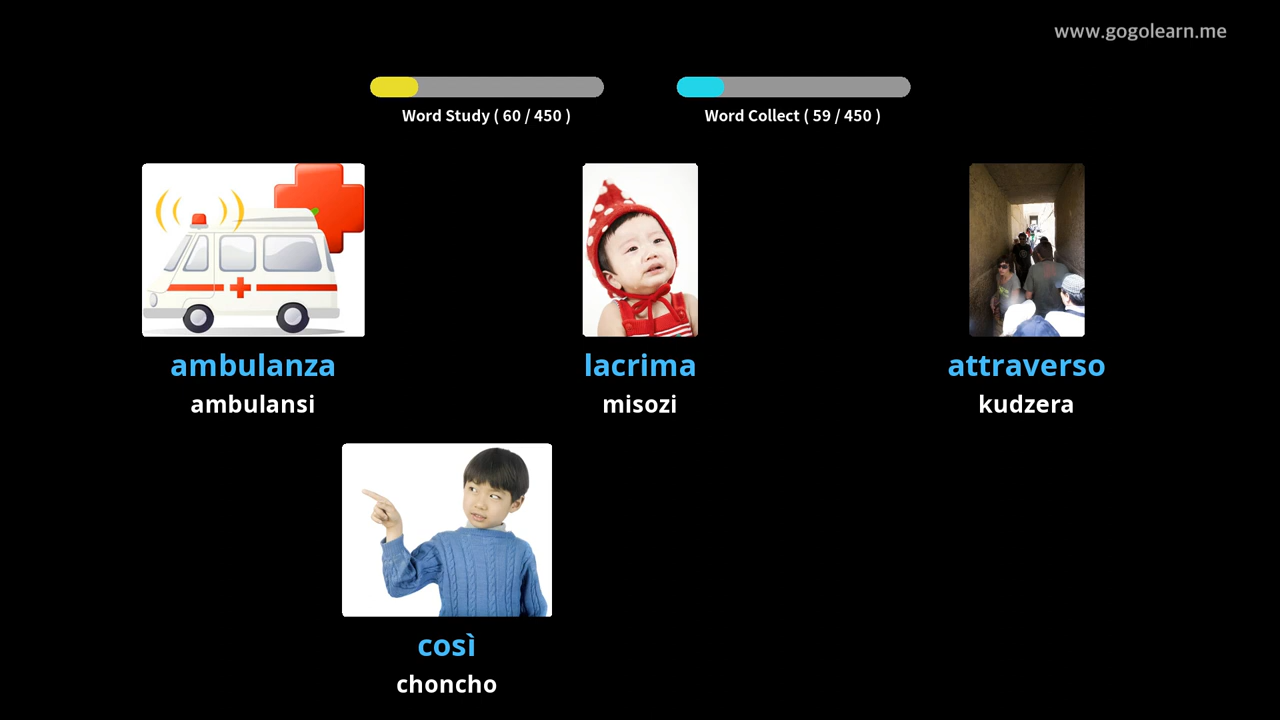 www.gogolearn.me
Word Study ( 60 / 450 )
Word Collect ( 59 / 450 )
ambulanza
lacrima
attraverso
ambulansi
misozi
kudzera
così
choncho